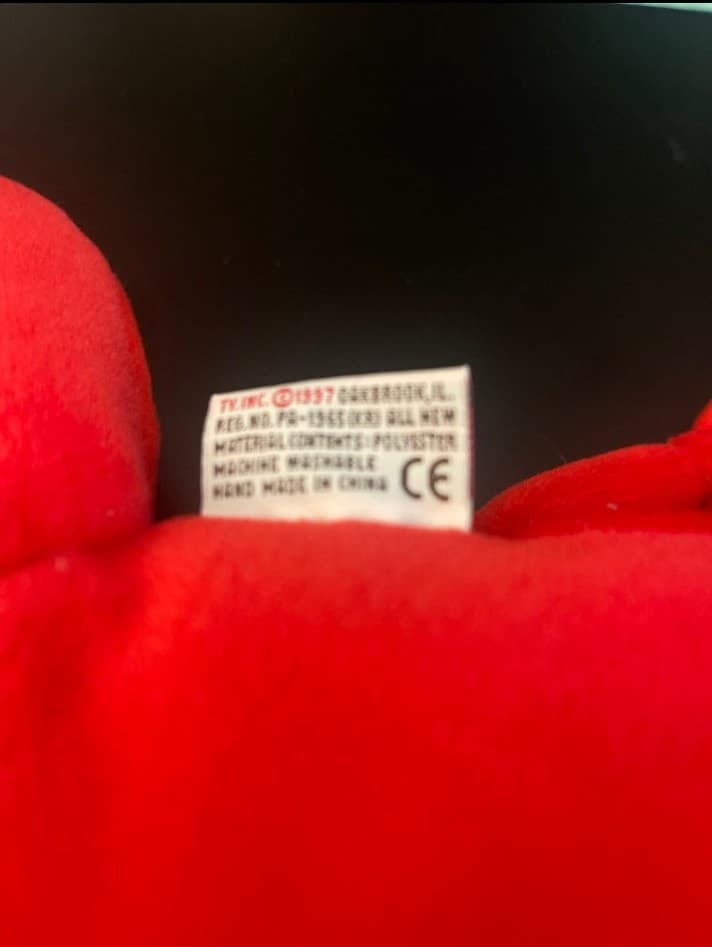 TY.INC. ©1997 OAKBROOK,IL.
REG.NO.PA-1965(KR) ALL NEW
MATERIAL CONTENTS:POLYESTER
MACHINE WASHABLE
HAND MADE IN CHINA CE